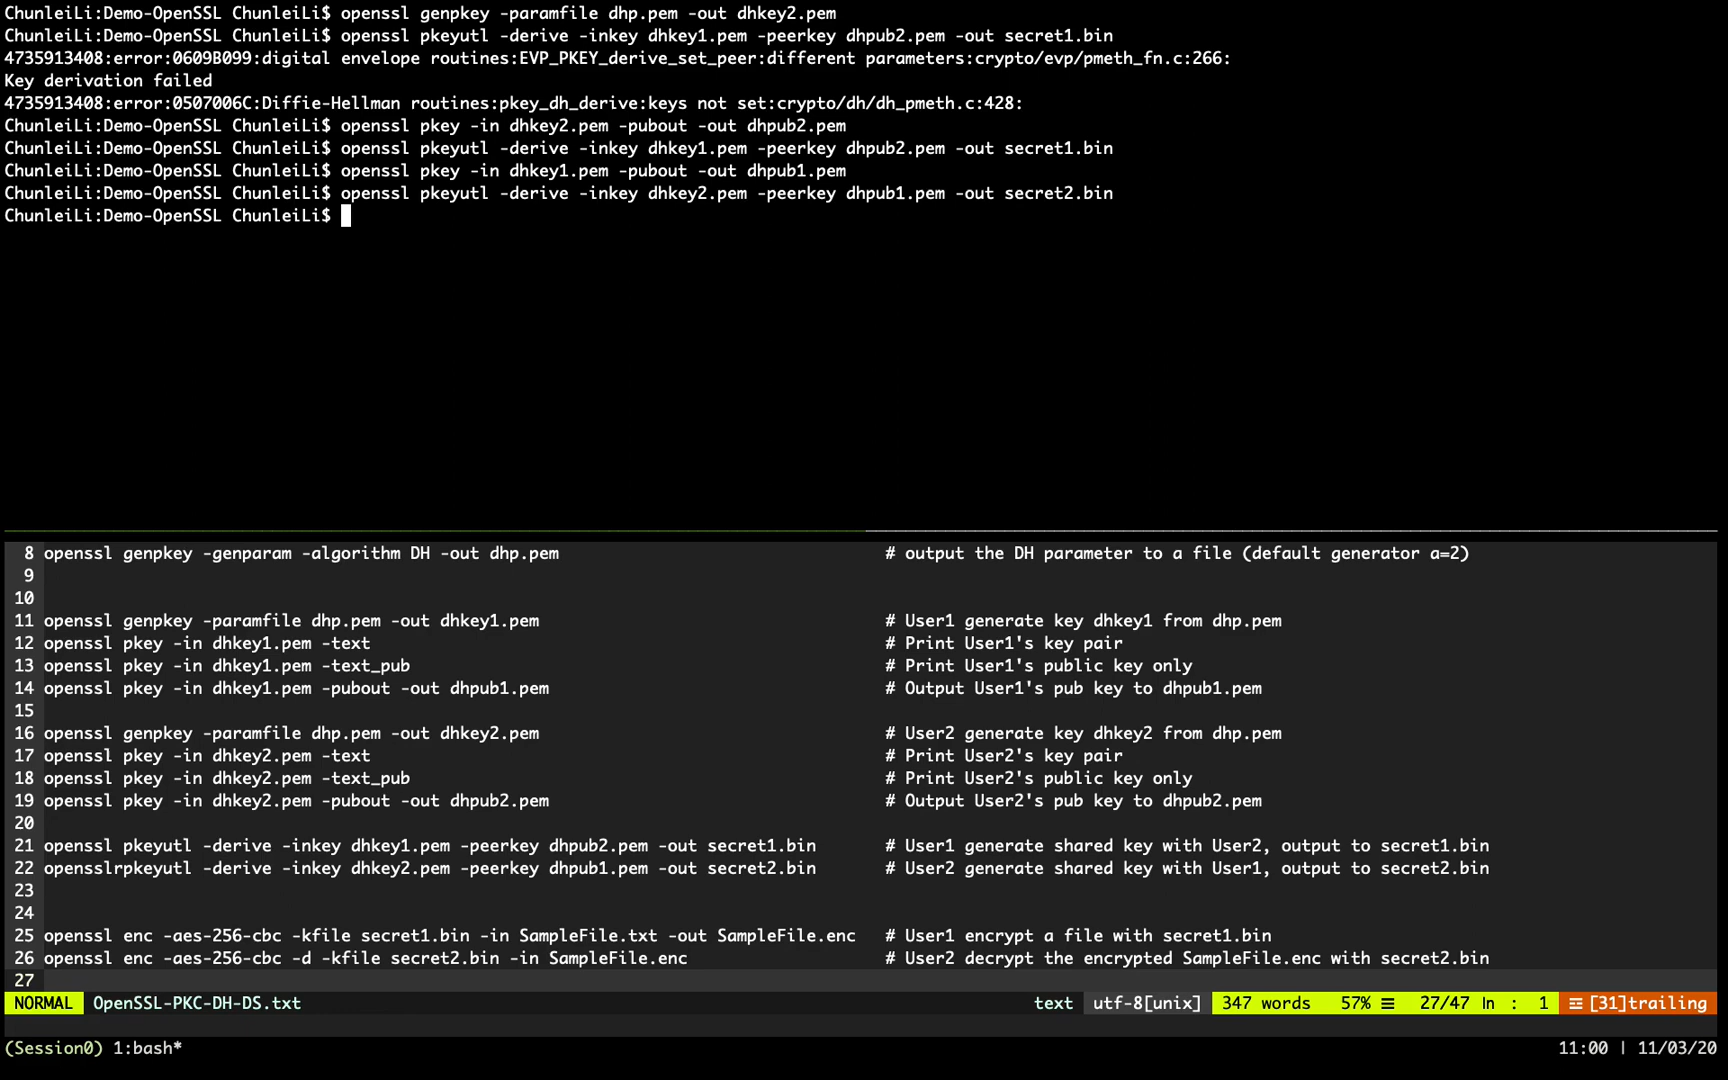 ChunleiLi:Demo-OpenSSL ChunleiLi$ openssl genpkey -paramfile dhp.pem -out dhkey2.pem
ChunleiLi:Demo-OpenSSL ChunleiLi$ openssl pkeyutl -derive -inkey dhkey1.pem -peerkey dhpub2.pem -out secret1.bin
4735913408:error:0609B099:digital envelope routines:EVP_PKEY_derive_set_peer:different parameters:crypto/evp/pmeth_fn.c:266:
Key derivation failed
4735913408:error:0507006C:Diffie-Hellman routines:pkey_dh_derive:keys not set:crypto/dh/dh_pmeth.c:428:
ChunleiLi:Demo-OpenSSL ChunleiLi$ openssl pkey -in dhkey2.pem -pubout -out dhpub2.pem
ChunleiLi:Demo-OpenSSL ChunleiLi$ openssl pkeyutl -derive -inkey dhkey1.pem -peerkey dhpub2.pem -out secret1.bin
ChunleiLi:Demo-OpenSSL ChunleiLi$ openssl pkey -in dhkey1.pem -pubout -out dhpub1.pem
ChunleiLi:Demo-OpenSSL ChunleiLi$ openssl pkeyutl -derive -inkey dhkey2.pem -peerkey dhpub1.pem -out secret2.bin
ChunleiLi:Demo-OpenSSL ChunleiLi$
8 openssl genpkey -genparam -algorithm DH -out dhp.pem # output the DH parameter to a file (default generator a=2)
9
10
11 openssl genpkey -paramfile dhp.pem -out dhkey1.pem # User1 generate key dhkey1 from dhp.pem
12 openssl pkey -in dhkey1.pem -text # Print User1's key pair
13 openssl pkey -in dhkey1.pem -text_pub # Print User1's public key only
14 openssl pkey -in dhkey1.pem -pubout -out dhpub1.pem # Output User1's pub key to dhpub1.pem
15
16 openssl genpkey -paramfile dhp.pem -out dhkey2.pem # User2 generate key dhkey2 from dhp.pem
17 openssl pkey -in dhkey2.pem -text # Print User2's key pair
18 openssl pkey -in dhkey2.pem -text_pub # Print User2's public key only
19 openssl pkey -in dhkey2.pem -pubout -out dhpub2.pem # Output User2's pub key to dhpub2.pem
20
21 openssl pkeyutl -derive -inkey dhkey1.pem -peerkey dhpub2.pem -out secret1.bin # User1 generate shared key with User2, output to secret1.bin
22 opensslrpkeyutl -derive -inkey dhkey2.pem -peerkey dhpub1.pem -out secret2.bin # User2 generate shared key with User1, output to secret2.bin
23
24
25 openssl enc -aes-256-cbc -kfile secret1.bin -in SampleFile.txt -out SampleFile.enc # User1 encrypt a file with secret1.bin
26 openssl enc -aes-256-cbc -d -kfile secret2.bin -in SampleFile.enc # User2 decrypt the encrypted SampleFile.enc with secret2.bin
27
NORMAL OpenSSL-PKC-DH-DS.txt text utf-8[unix] 347 words 57% ☰ 27/47 ln : 1 ☲ [31]trailing
(Session0) 1:bash* 11:00 | 11/03/20